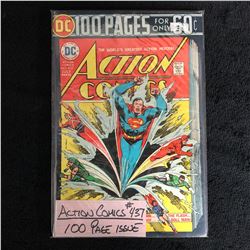 DC 100 PAGES FOR ONLY 60¢
DC
THE WORLD'S GREATEST ACTION HEROES!
ACTION
COMICS
ACTION COMICS #437
100 PAGE ISSUE